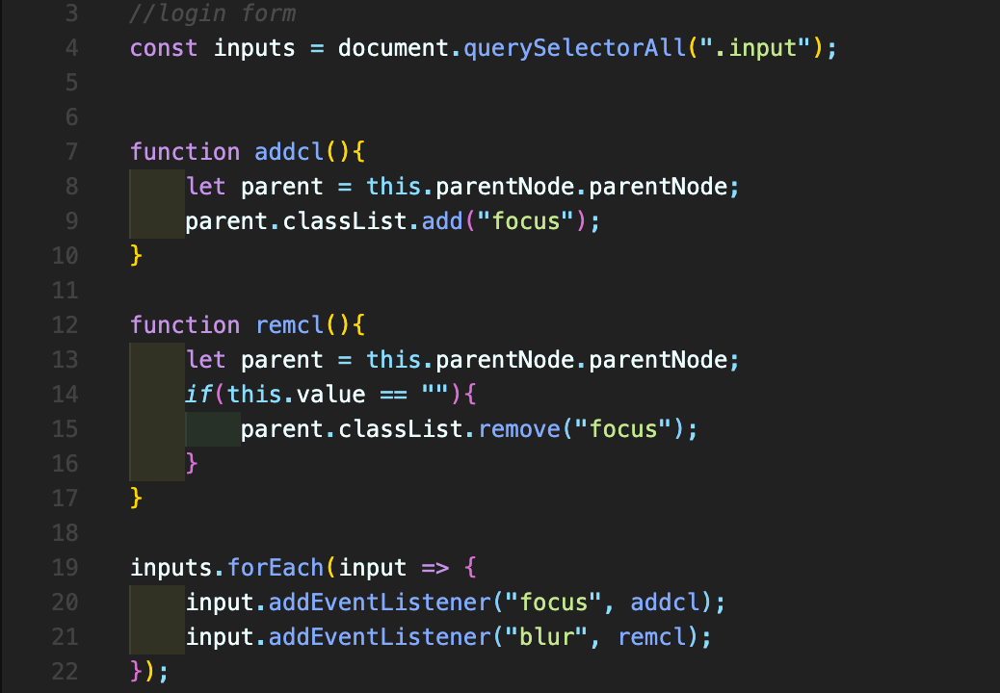 3 //login form
4 const inputs = document.querySelectorAll(".input");
5
6
7 function addcl(){
8 let parent = this.parentNode.parentNode;
9 parent.classList.add("focus");
10 }
11
12 function remcl(){
13 let parent = this.parentNode.parentNode;
14 if(this.value == ""){
15 parent.classList.remove("focus");
16 }
17 }
18
19 inputs.forEach(input => {
20 input.addEventListener("focus", addcl);
21 input.addEventListener("blur", remcl);
22 });